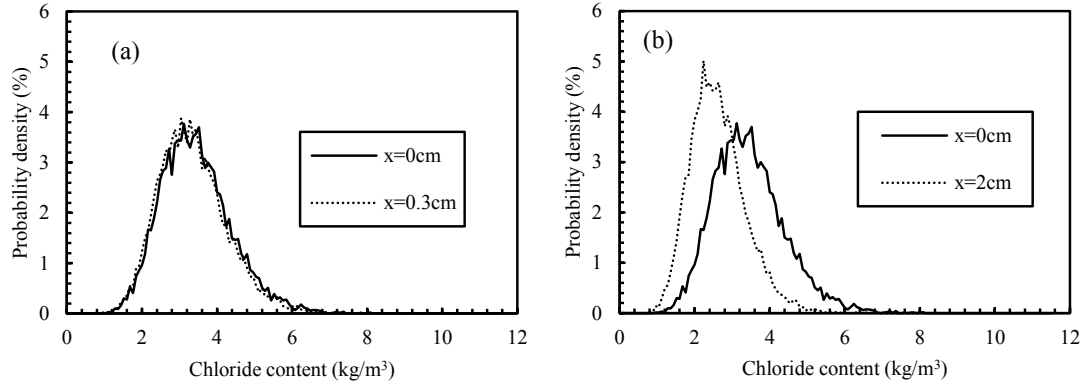 (a)
Probability density (%)
6
5
4
3
2
1
0
x=0cm
x=0.3cm
0 2 4 6 8 10 12
Chloride content (kg/m³)
(b)
Probability density (%)
6
5
4
3
2
1
0
x=0cm
x=2cm
0 2 4 6 8 10 12
Chloride content (kg/m³)